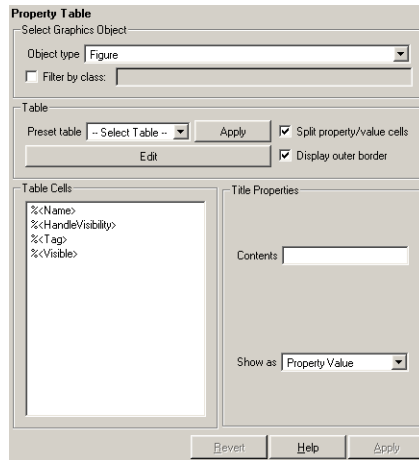 Property Table
Select Graphics Object
Object type Figure
Filter by class:
Table
Preset table -- Select Table -- Apply Split property/value cells
Edit Display outer border
Table Cells
%<Name>
%<HandleVisibility>
%<Tag>
%<Visible>
Title Properties
Contents
Show as Property Value
Revert Help Apply